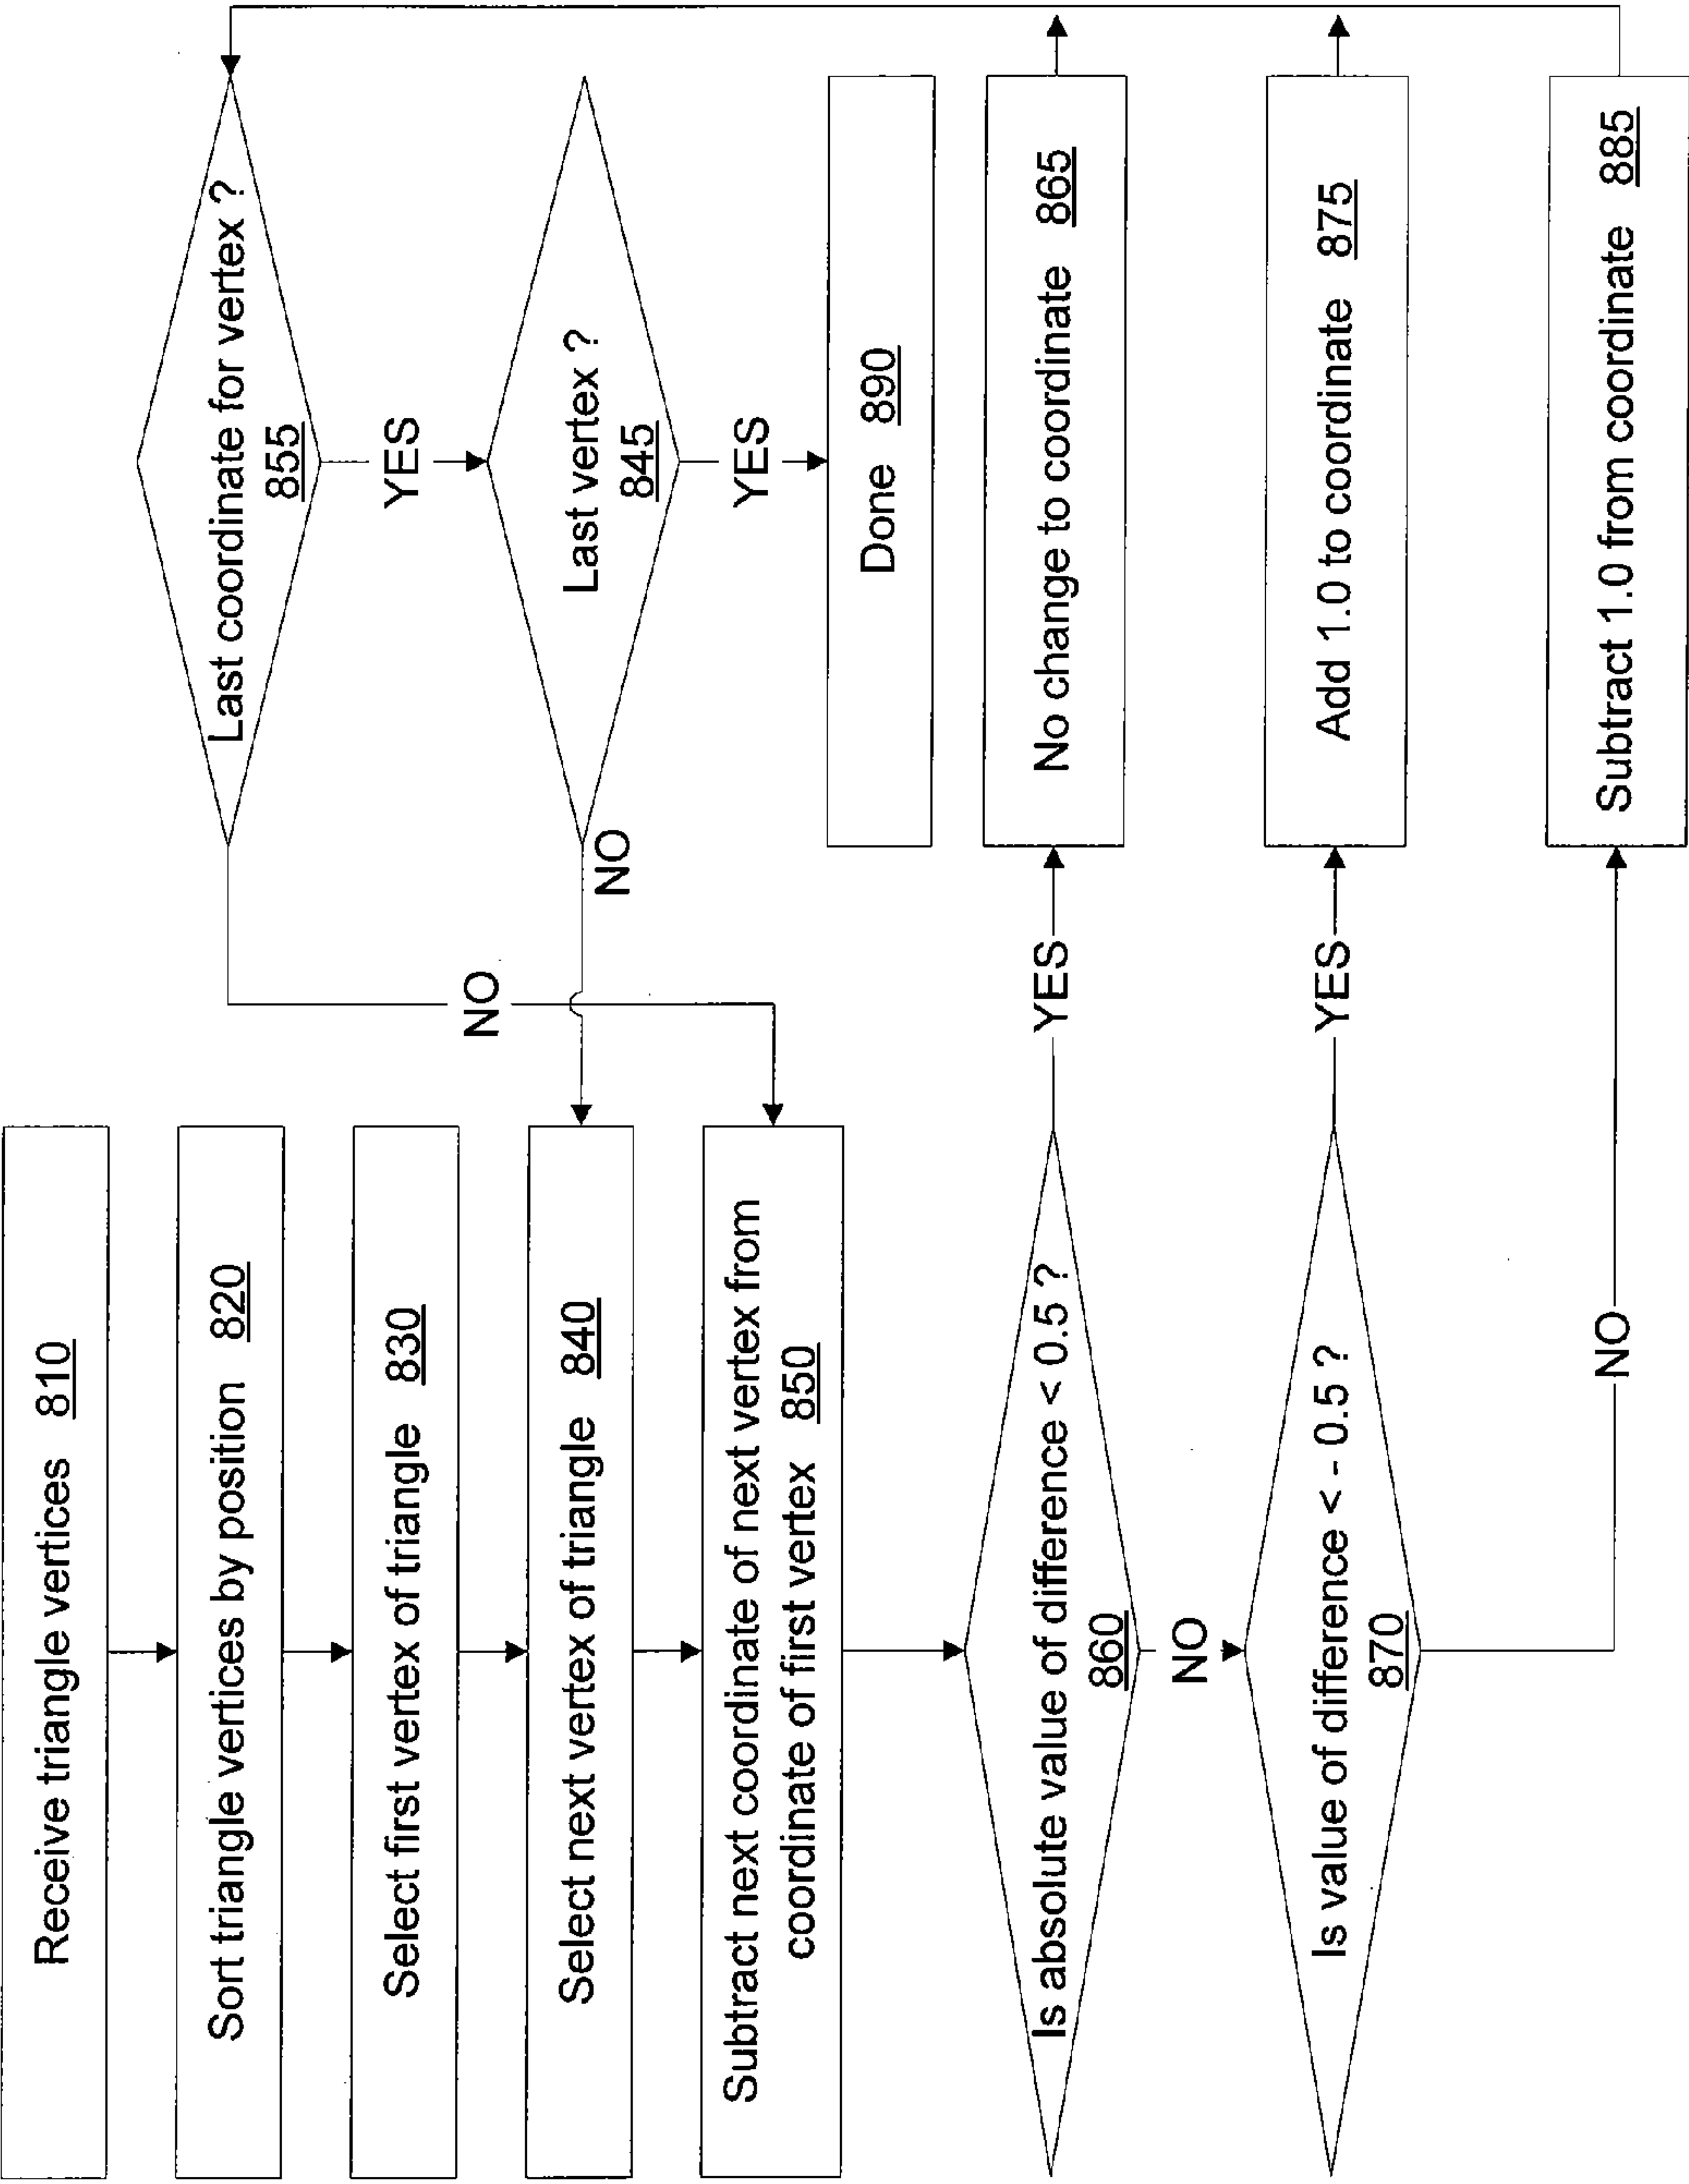 Receive triangle vertices 810
Sort triangle vertices by position 820
Select first vertex of triangle 830
Select next vertex of triangle 840
Subtract next coordinate of next vertex from
coordinate of first vertex 850
Is absolute value of difference < 0.5 ?
860
YES
NO
Is value of difference < - 0.5 ?
870
YES
NO
Last coordinate for vertex ?
855
YES
NO
Last vertex ?
845
NO
YES
Done 890
No change to coordinate 865
Add 1.0 to coordinate 875
Subtract 1.0 from coordinate 885